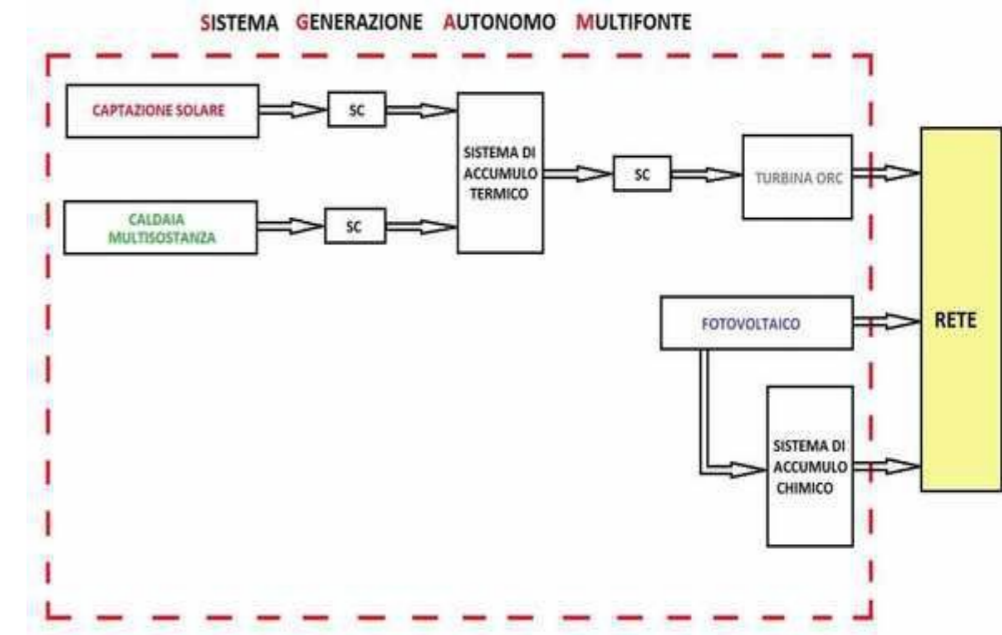 SISTEMA GENERAZIONE AUTONOMO MULTIFONTE
CAPTAZIONE SOLARE
SC
SISTEMA DI
ACCUMULO
TERMICO
SC
TURBINA ORC
CALDAIA
MULTISOSTANZA
SC
FOTOVOLTAICO
RETE
SISTEMA DI
ACCUMULO
CHIMICO